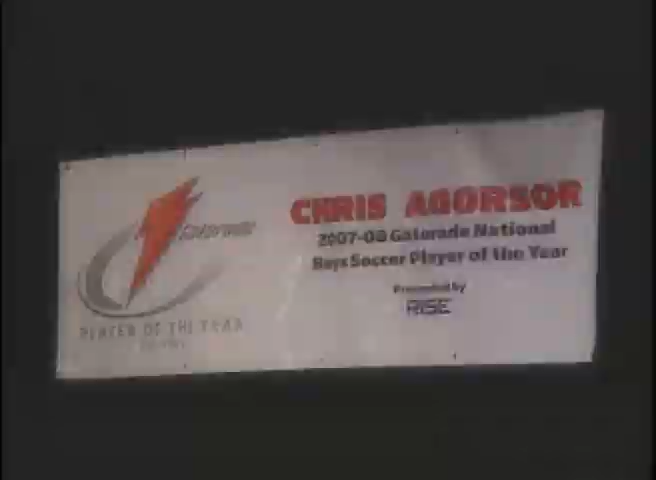 GATORADE
PLAYER OF THE YEAR
CHRIS AGORSOR
2007-08 Gatorade National
Boys Soccer Player of the Year
Presented by
RISE